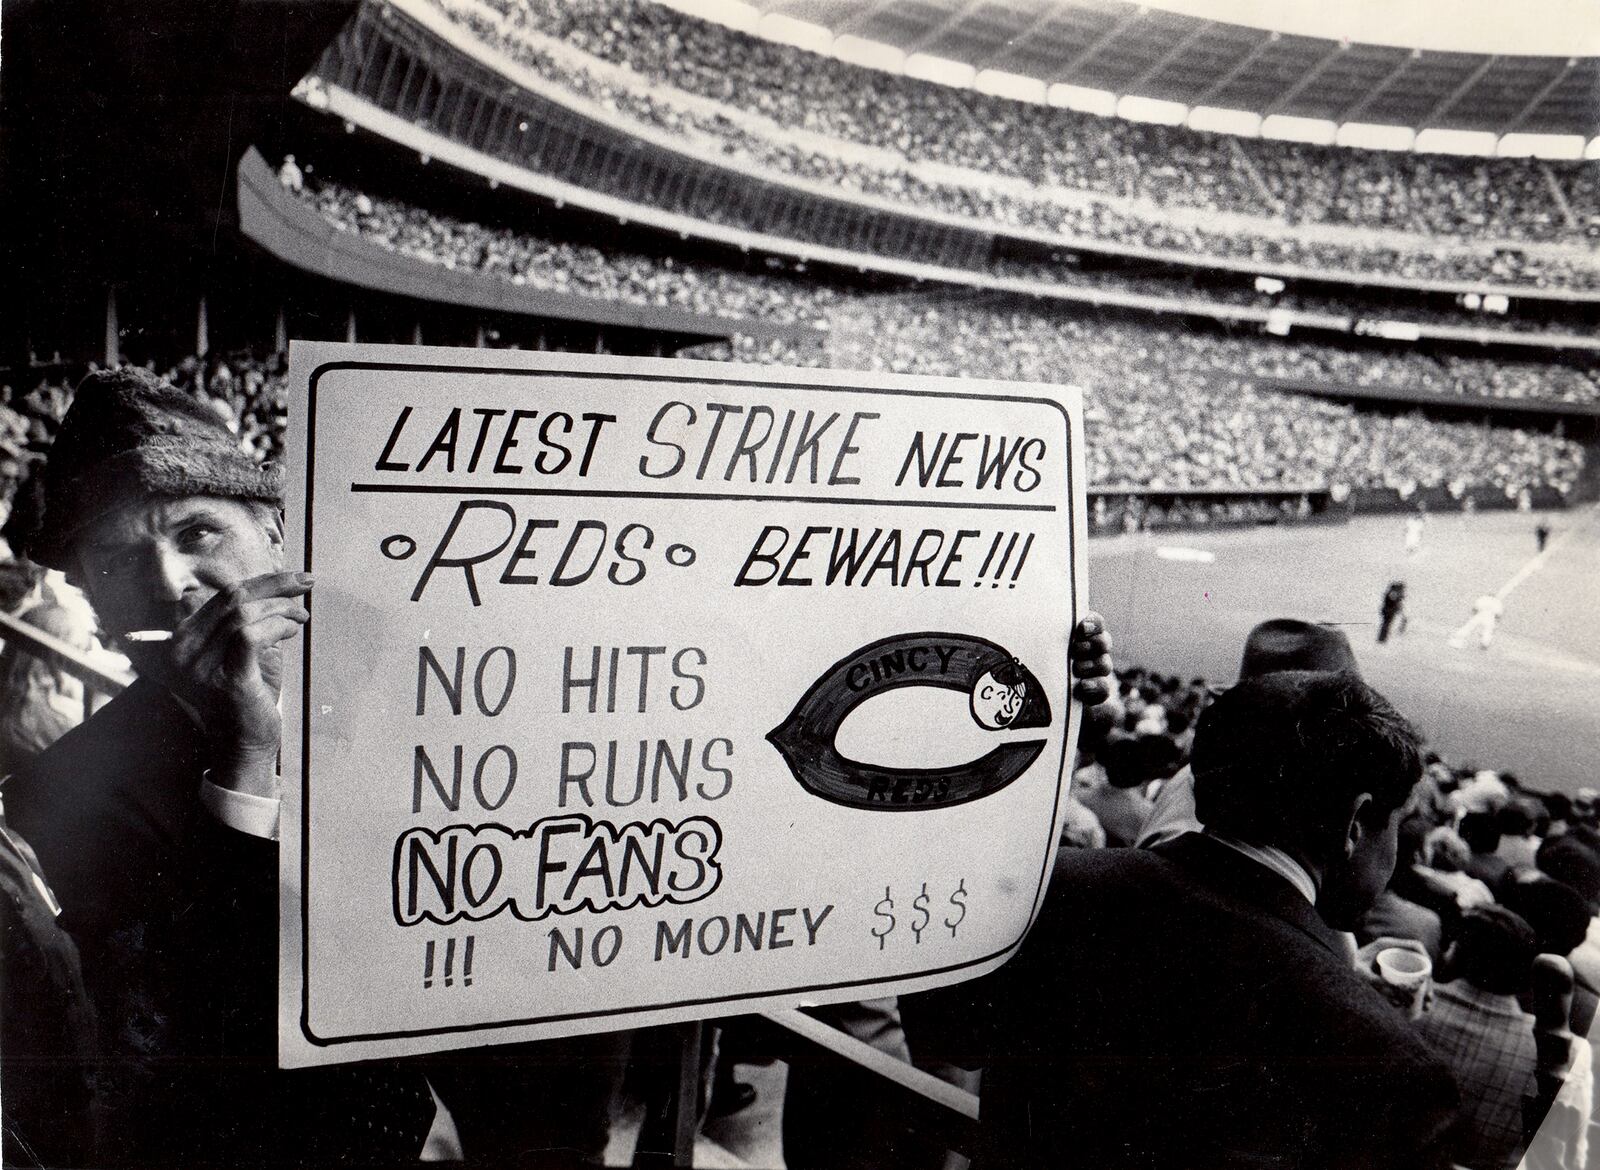 LATEST STRIKE NEWS
REDS BEWARE!!!
NO HITS
NO RUNS
NO FANS
!!! NO MONEY $$$
CINCY
REDS